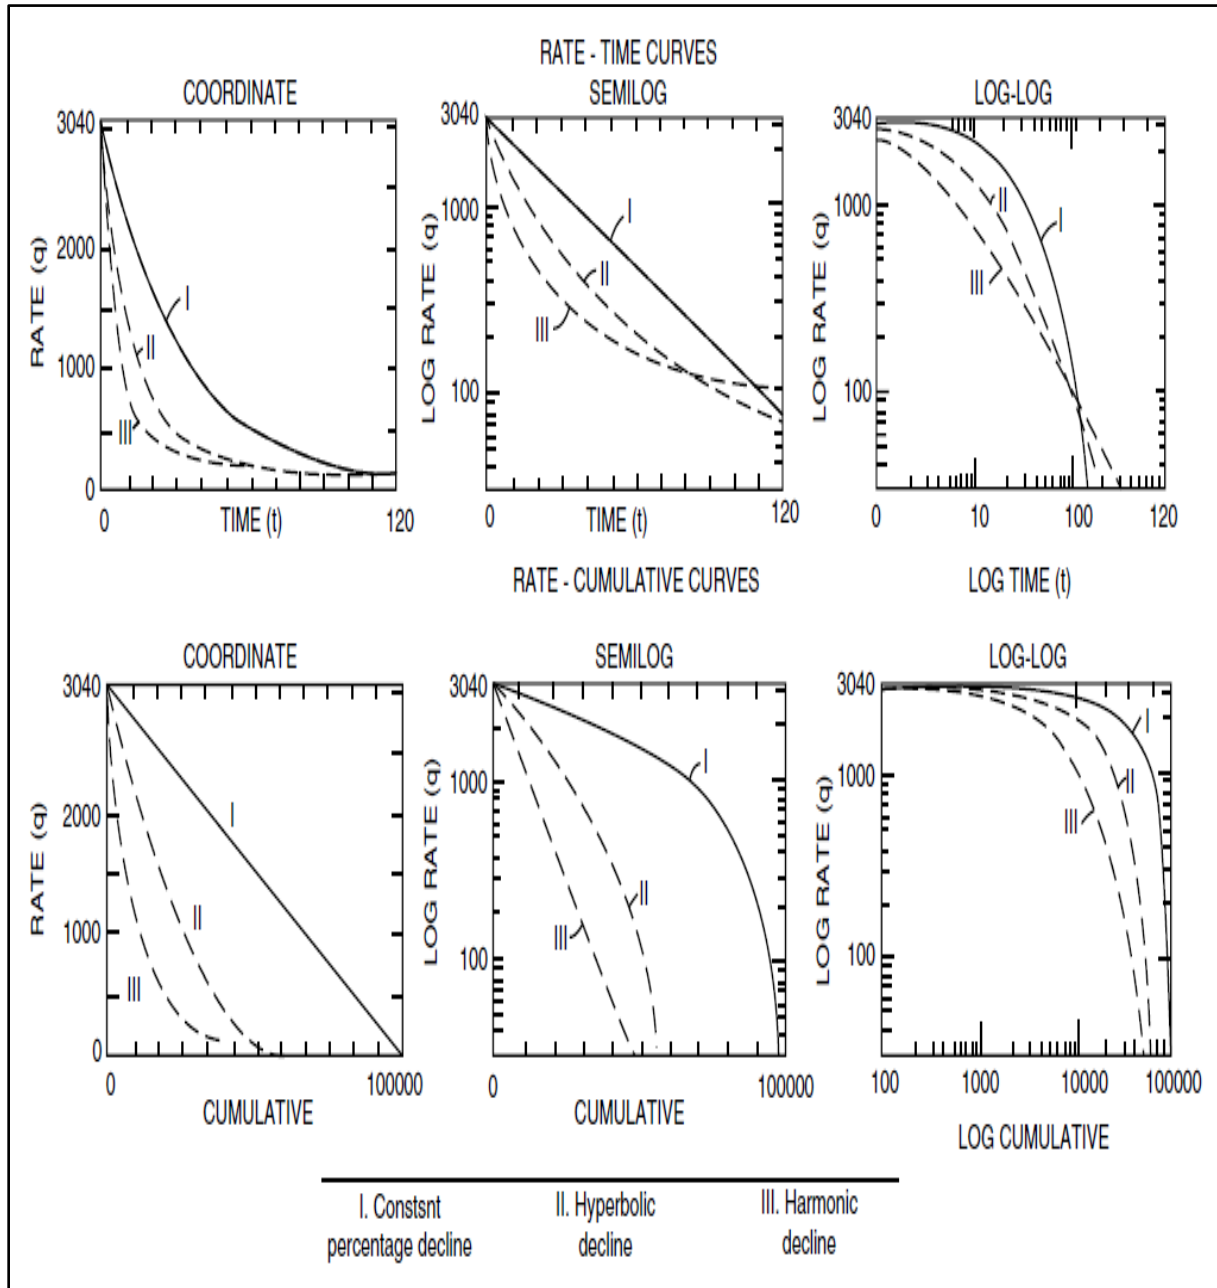 RATE - TIME CURVES
COORDINATE
SEMILOG
LOG-LOG
3040
2000
1000
0
RATE (q)
I
II
III
0
120
TIME (t)
3040
1000
100
LOG RATE (q)
I
II
III
0
120
TIME (t)
3040
1000
100
LOG RATE (q)
I
II
III
0
10
100
120
LOG TIME (t)
RATE - CUMULATIVE CURVES
COORDINATE
SEMILOG
LOG-LOG
3040
2000
1000
0
RATE (q)
I
II
III
0
100000
CUMULATIVE
3040
1000
100
LOG RATE (q)
I
II
III
0
100000
CUMULATIVE
3040
1000
100
LOG RATE (q)
I
II
III
100
1000
10000
100000
LOG CUMULATIVE
I. Constsnt
percentage decline
II. Hyperbolic
decline
III. Harmonic
decline